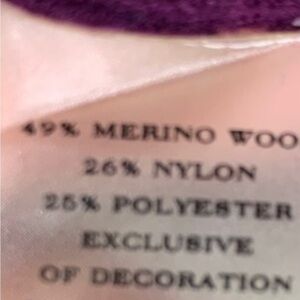 49% MERINO WOO
26% NYLON
25% POLYESTER
EXCLUSIVE
OF DECORATION